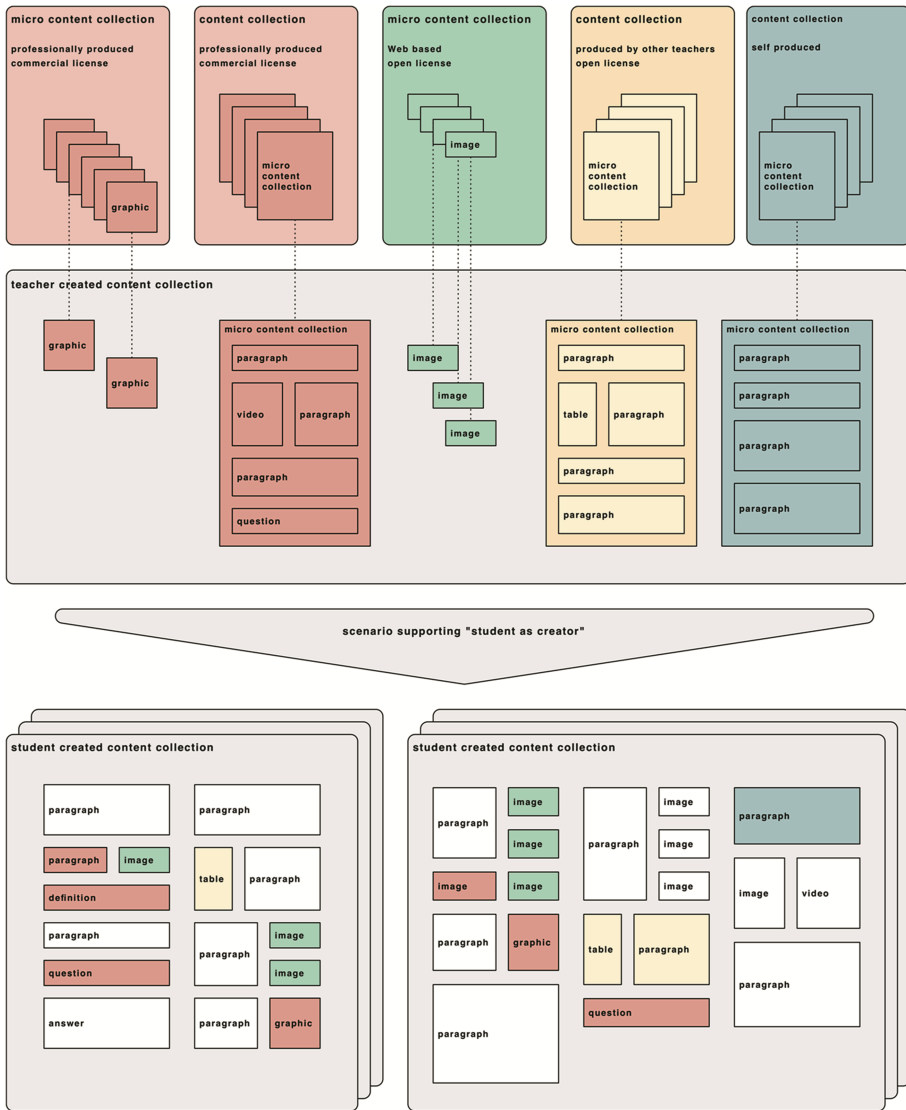 micro content collection
professionally produced
commercial license
graphic
content collection
professionally produced
commercial license
micro
content
collection
micro content collection
Web based
open license
image
content collection
produced by other teachers
open license
micro
content
collection
content collection
self produced
micro
content
collection
teacher created content collection
graphic
graphic
micro content collection
paragraph
video
paragraph
paragraph
question
image
image
image
micro content collection
paragraph
table
paragraph
paragraph
paragraph
micro content collection
paragraph
paragraph
paragraph
paragraph
scenario supporting "student as creator"
student created content collection
paragraph
paragraph
image
definition
paragraph
question
answer
paragraph
table
paragraph
paragraph
image
image
paragraph
graphic
student created content collection
paragraph
image
image
image
image
paragraph
graphic
paragraph
paragraph
image
image
image
table
paragraph
question
paragraph
image
video
paragraph